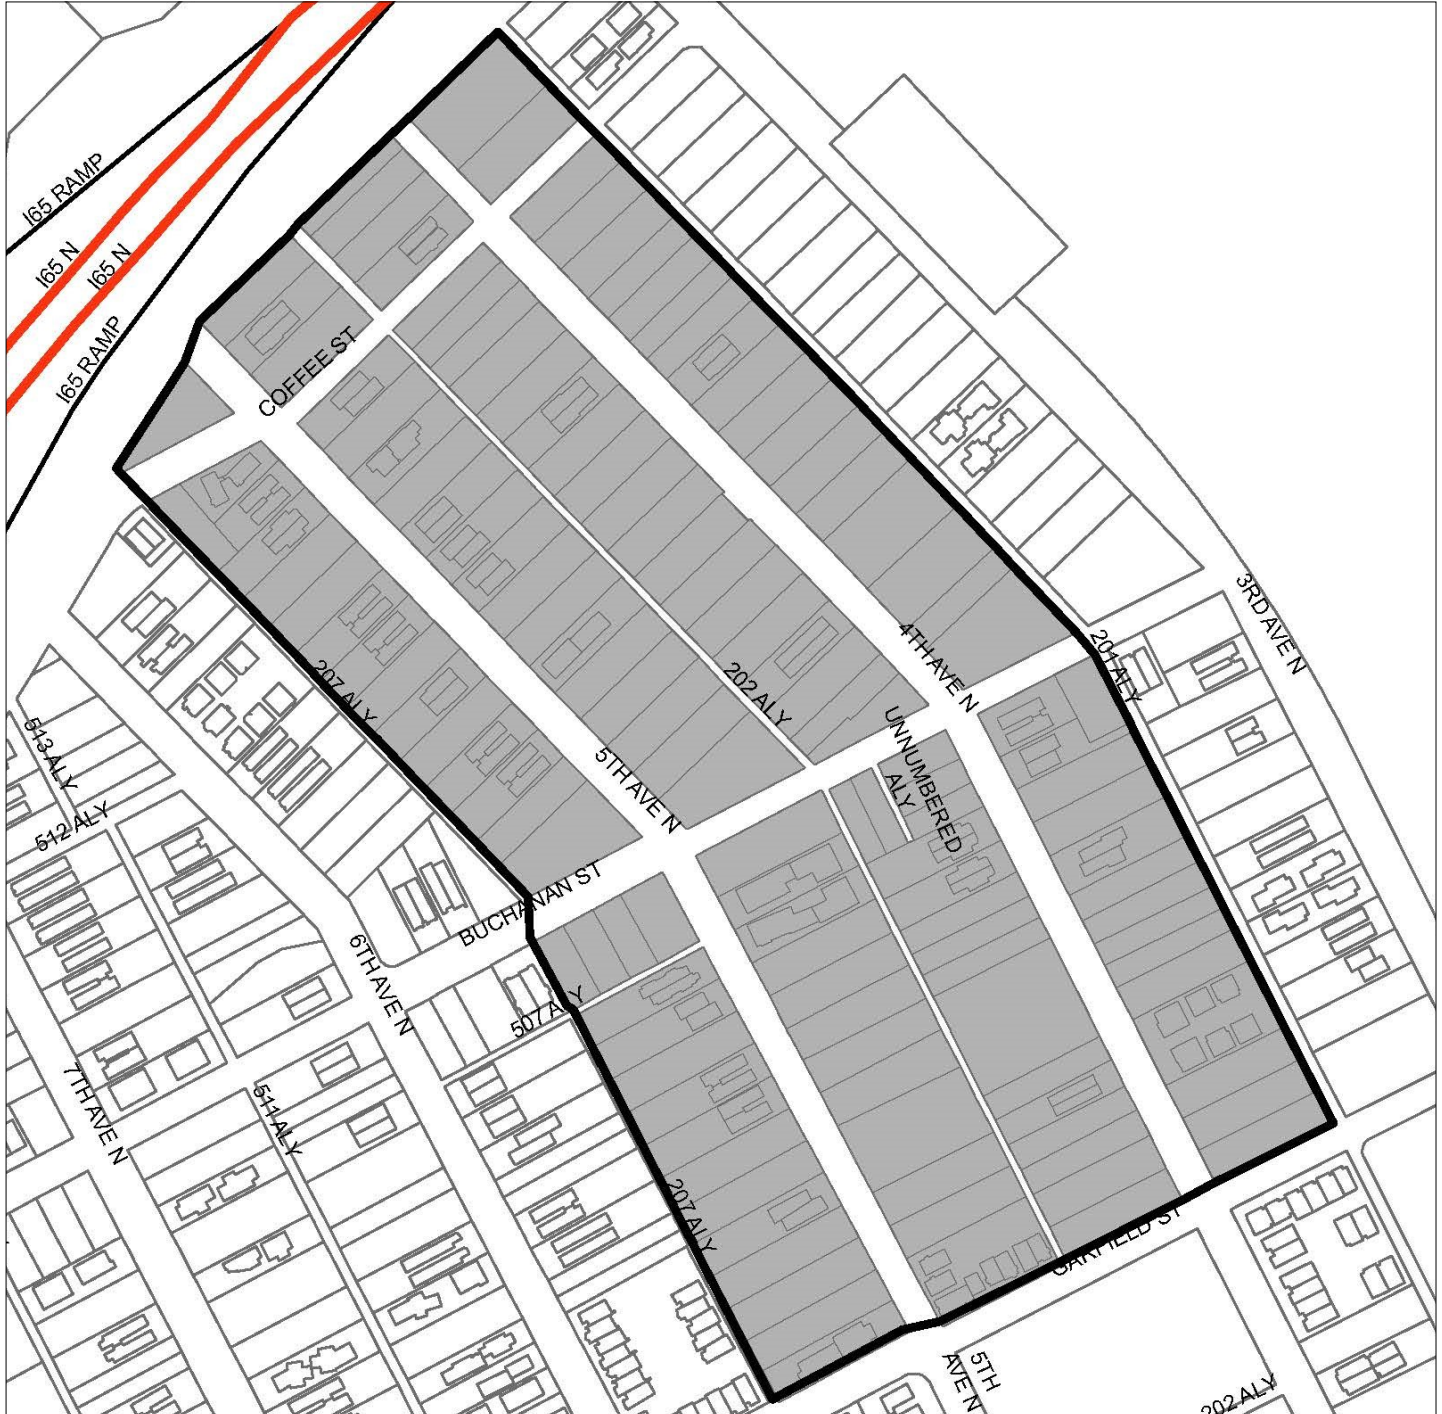 I65 RAMP
I65 N
I65 N
I65 RAMP
COFFEE ST
3RD AVE N
4TH AVE N
201 ALY
207 ALY
202 ALY
UNNUMBERED
ALY
513 ALY
5TH AVE N
512 ALY
BUCHANAN ST
6TH AVE N
507 ALY
7TH AVE N
511 ALY
207 ALY
GARFIELD ST
5TH
AVE N
202 ALY